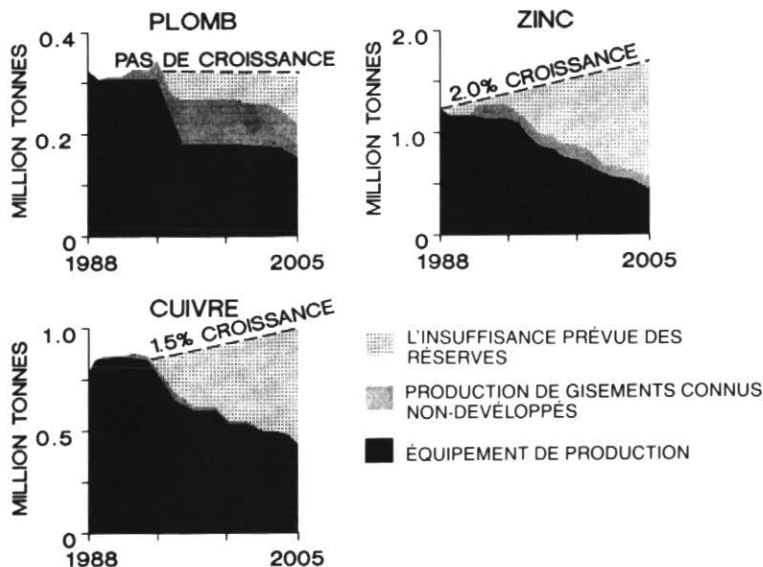 PLOMB
0.4
PAS DE CROISSANCE
0.2
0
MILLION TONNES
1988
2005
ZINC
2.0
2.0% CROISSANCE
1.0
0
MILLION TONNES
1988
2005
CUIVRE
1.0
1.5% CROISSANCE
0.5
0
MILLION TONNES
1988
2005
L'INSUFFISANCE PRÉVUE DES
RÉSERVES
PRODUCTION DE GISEMENTS CONNUS
NON-DEVÉLOPPÉS
ÉQUIPEMENT DE PRODUCTION